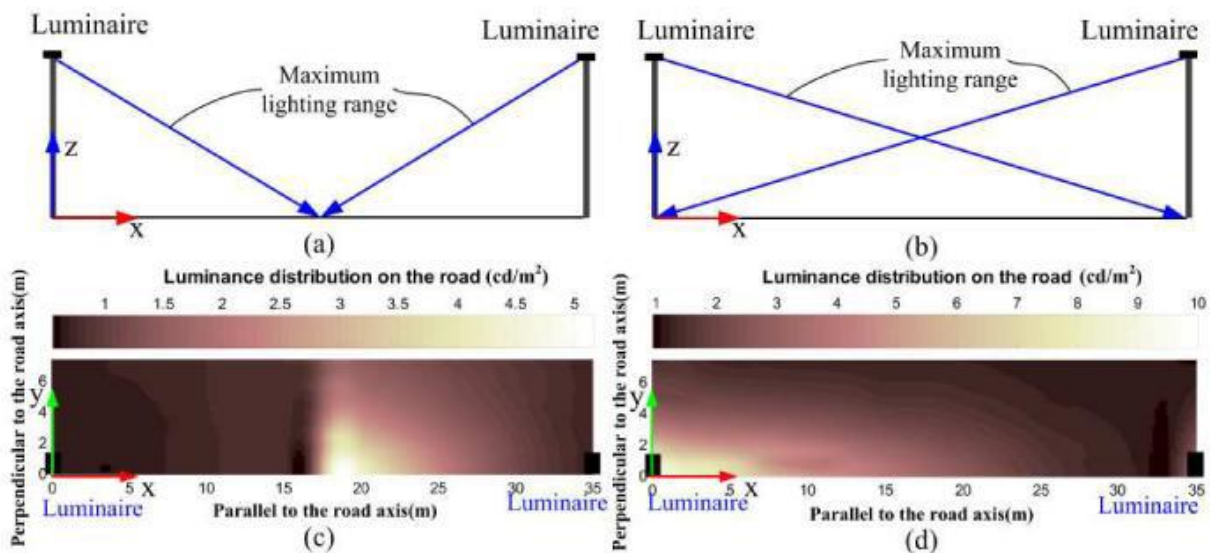 Luminaire
Luminaire
Maximum
lighting range
Z
x
(a)
Luminaire
Luminaire
Maximum
lighting range
Z
x
(b)
Luminance distribution on the road (cd/m²)
1 1.5 2 2.5 3 3.5 4 4.5 5
Perpendicular to the road axis(m)
6
4
2
0
y
0 5 10 15 20 25 30 35
x
Luminaire
Parallel to the road axis(m)
Luminaire
(c)
Luminance distribution on the road (cd/m²)
1 2 3 4 5 6 7 8 9 10
Perpendicular to the road axis(m)
6
4
2
0
y
0 5 10 15 20 25 30 35
x
Luminaire
Parallel to the road axis(m)
Luminaire
(d)